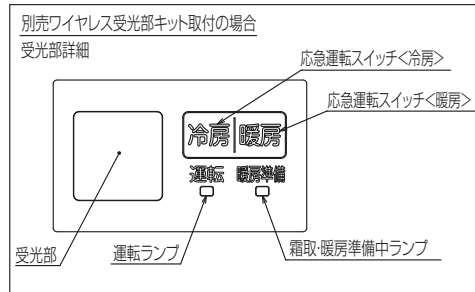 別売ワイヤレス受光部キット取付の場合
受光部詳細
応急運転スイッチ<冷房>
応急運転スイッチ<暖房>
冷房 暖房
運転 暖房準備
受光部
運転ランプ
霜取・暖房準備中ランプ